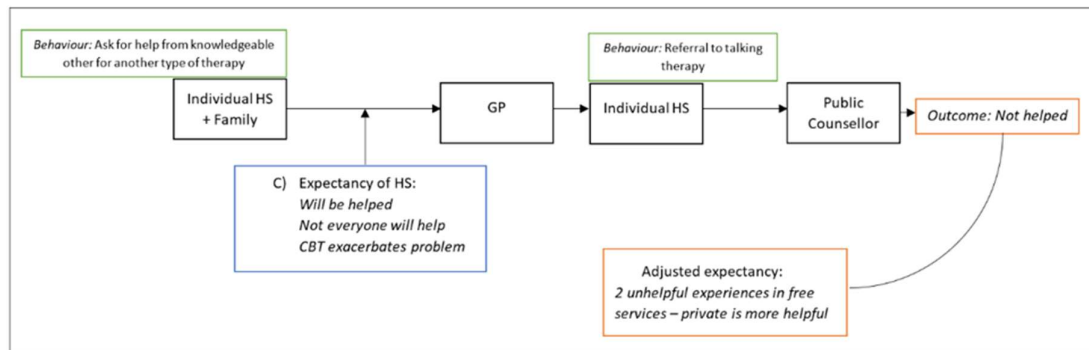 Behaviour: Ask for help from knowledgeable
other for another type of therapy
Individual HS
+ Family
GP
Behaviour: Referral to talking
therapy
Individual HS
Public
Counsellor
Outcome: Not helped
C) Expectancy of HS:
Will be helped
Not everyone will help
CBT exacerbates problem
Adjusted expectancy:
2 unhelpful experiences in free
services – private is more helpful